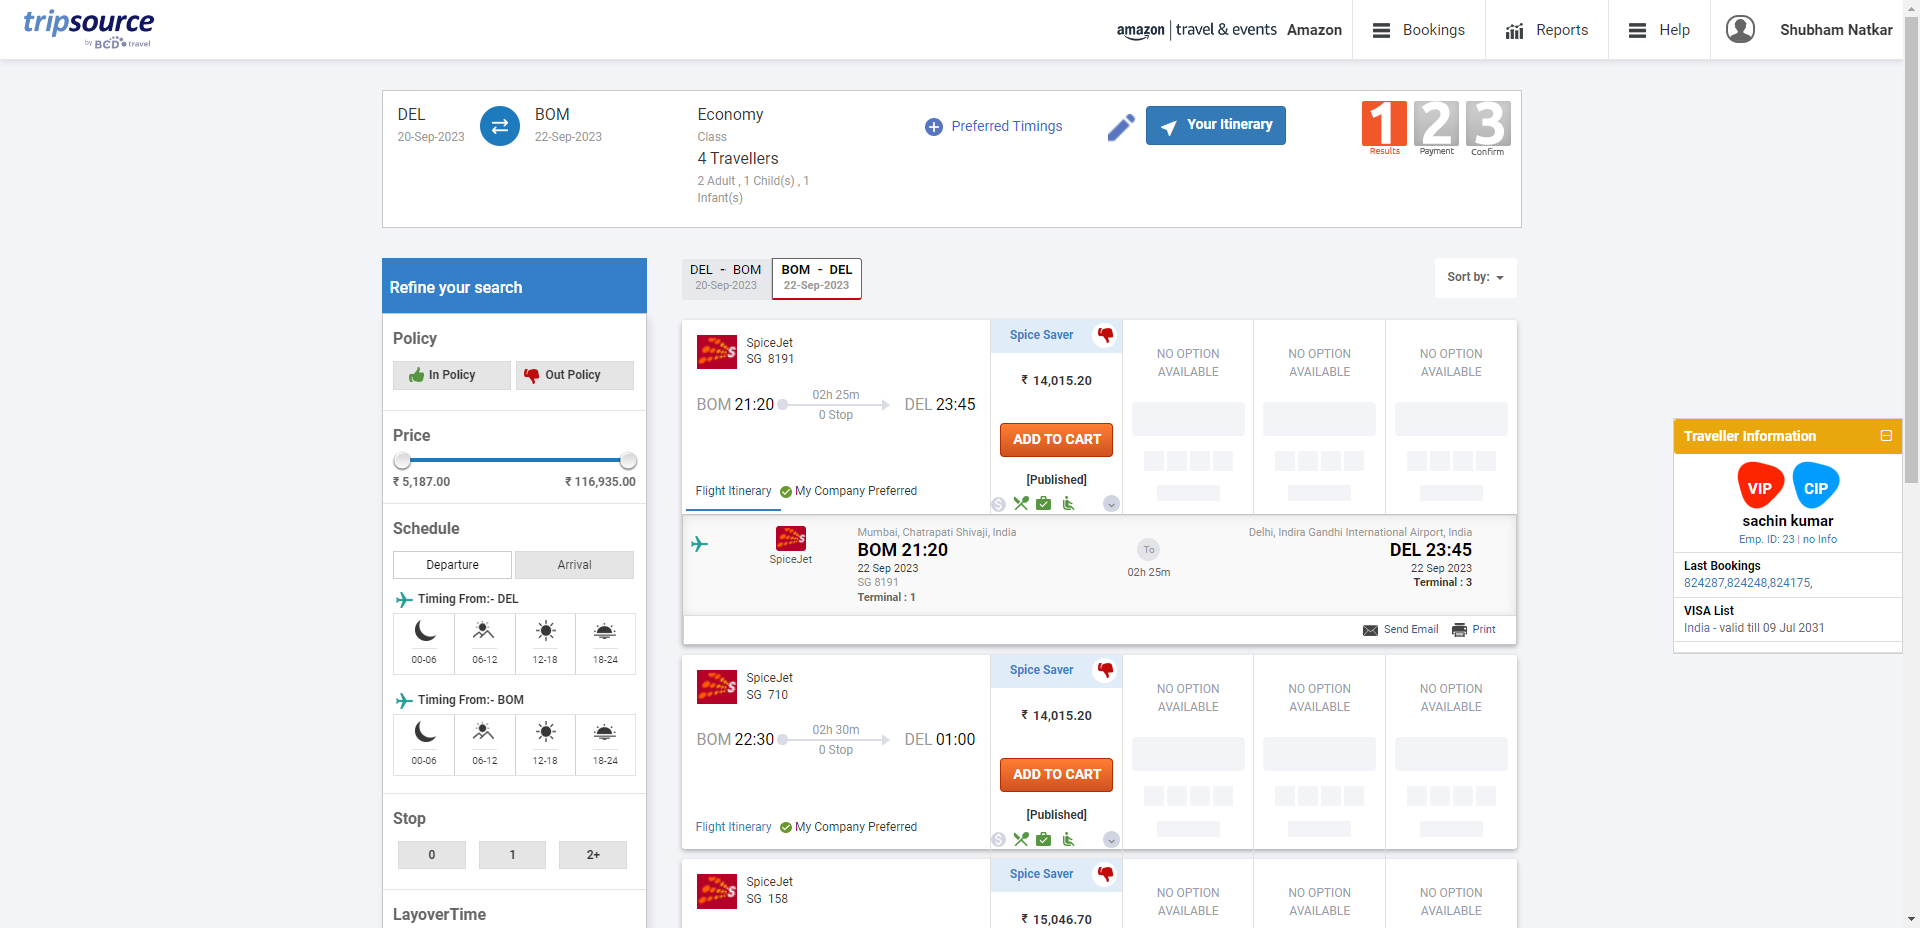 tripsource
by BCD travel
amazon | travel & events Amazon
Bookings
Reports
Help
Shubham Natkar
DEL
20-Sep-2023
BOM
22-Sep-2023
Economy
Class
4 Travellers
2 Adult , 1 Child(s) , 1
Infant(s)
Preferred Timings
Your Itinerary
1
Results
2
Payment
3
Confirm
Refine your search
Policy
In Policy
Out Policy
Price
₹ 5,187.00
₹ 116,935.00
Schedule
Departure
Arrival
Timing From:- DEL
00-06
06-12
12-18
18-24
Timing From:- BOM
00-06
06-12
12-18
18-24
Stop
0
1
2+
LayoverTime
DEL - BOM
20-Sep-2023
BOM - DEL
22-Sep-2023
Sort by:
SpiceJet
SG 8191
BOM 21:20
02h 25m
0 Stop
DEL 23:45
Flight Itinerary
My Company Preferred
Spice Saver
₹ 14,015.20
ADD TO CART
[Published]
NO OPTION
AVAILABLE
NO OPTION
AVAILABLE
NO OPTION
AVAILABLE
SpiceJet
Mumbai, Chatrapati Shivaji, India
BOM 21:20
22 Sep 2023
SG 8191
Terminal : 1
To
02h 25m
Delhi, Indira Gandhi International Airport, India
DEL 23:45
22 Sep 2023
Terminal : 3
Send Email
Print
SpiceJet
SG 710
BOM 22:30
02h 30m
0 Stop
DEL 01:00
Flight Itinerary
My Company Preferred
Spice Saver
₹ 14,015.20
ADD TO CART
[Published]
NO OPTION
AVAILABLE
NO OPTION
AVAILABLE
NO OPTION
AVAILABLE
SpiceJet
SG 158
Spice Saver
₹ 15,046.70
NO OPTION
AVAILABLE
NO OPTION
AVAILABLE
NO OPTION
AVAILABLE
Traveller Information
VIP
CIP
sachin kumar
Emp. ID: 23 | no Info
Last Bookings
824287,824248,824175,
VISA List
India - valid till 09 Jul 2031